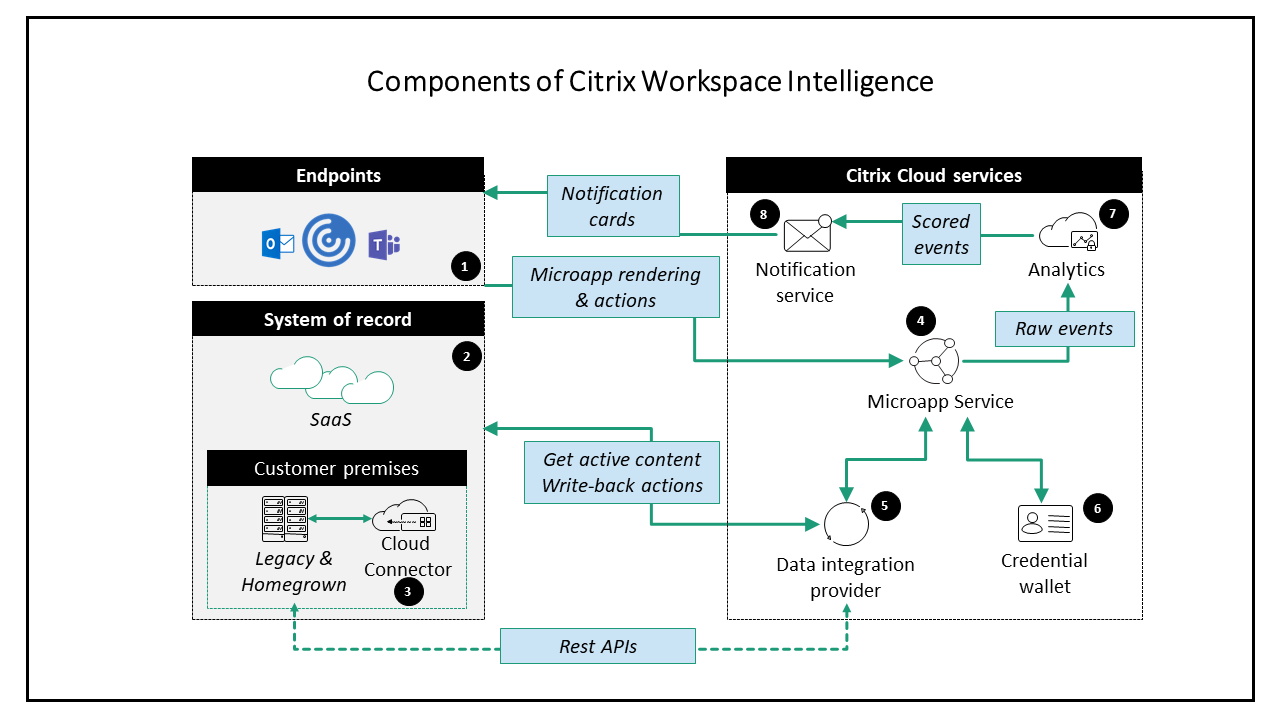 Components of Citrix Workspace Intelligence
Endpoints
O
T
1
Notification
cards
Microapp rendering
& actions
Citrix Cloud services
8
Notification
service
Scored
events
7
Analytics
Raw events
4
Microapp Service
System of record
2
SaaS
Customer premises
Legacy &
Homegrown
Cloud
Connector
3
Get active content
Write-back actions
5
Data integration
provider
6
Credential
wallet
Rest APIs